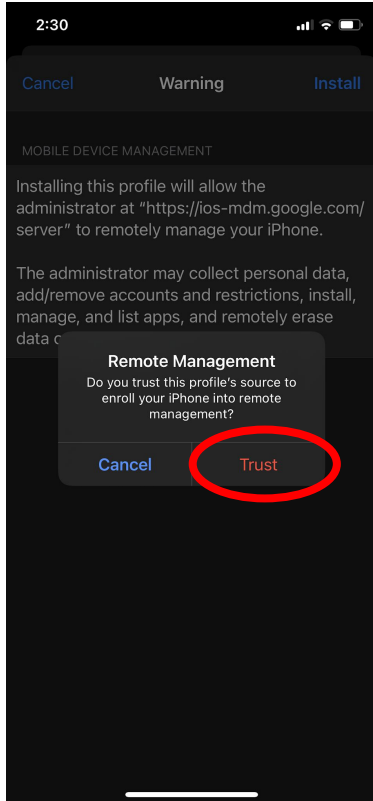 2:30
Cancel Warning Install
MOBILE DEVICE MANAGEMENT
Installing this profile will allow the
administrator at “https://ios-mdm.google.com/
server” to remotely manage your iPhone.
The administrator may collect personal data,
add/remove accounts and restrictions, install,
manage, and list apps, and remotely erase
data
Remote Management
Do you trust this profile's source to
enroll your iPhone into remote
management?
Cancel Trust